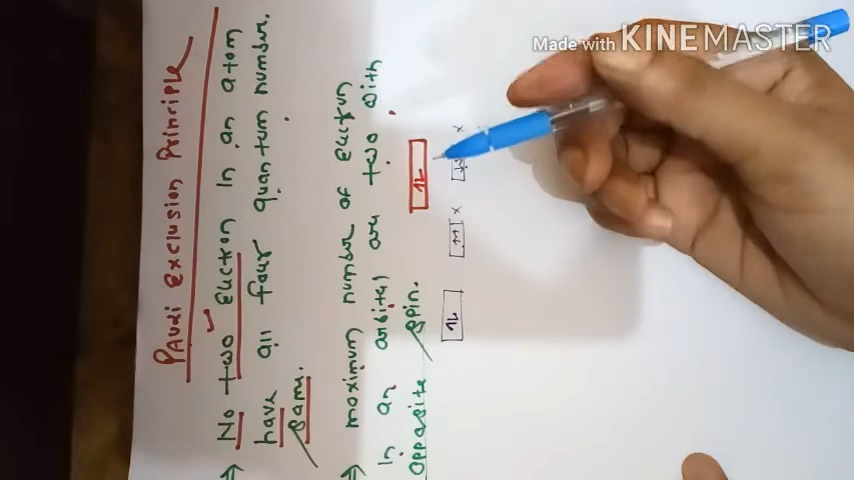 PAuli Exclusion Principle
⇒ No two Electron In an atom
have all four quantum number.
same.
⇒ maximum number of Electron
In an orbital are two with
opposite spin.
↑↓
↑↓ ↑↑ x x
Made with KINEMASTER